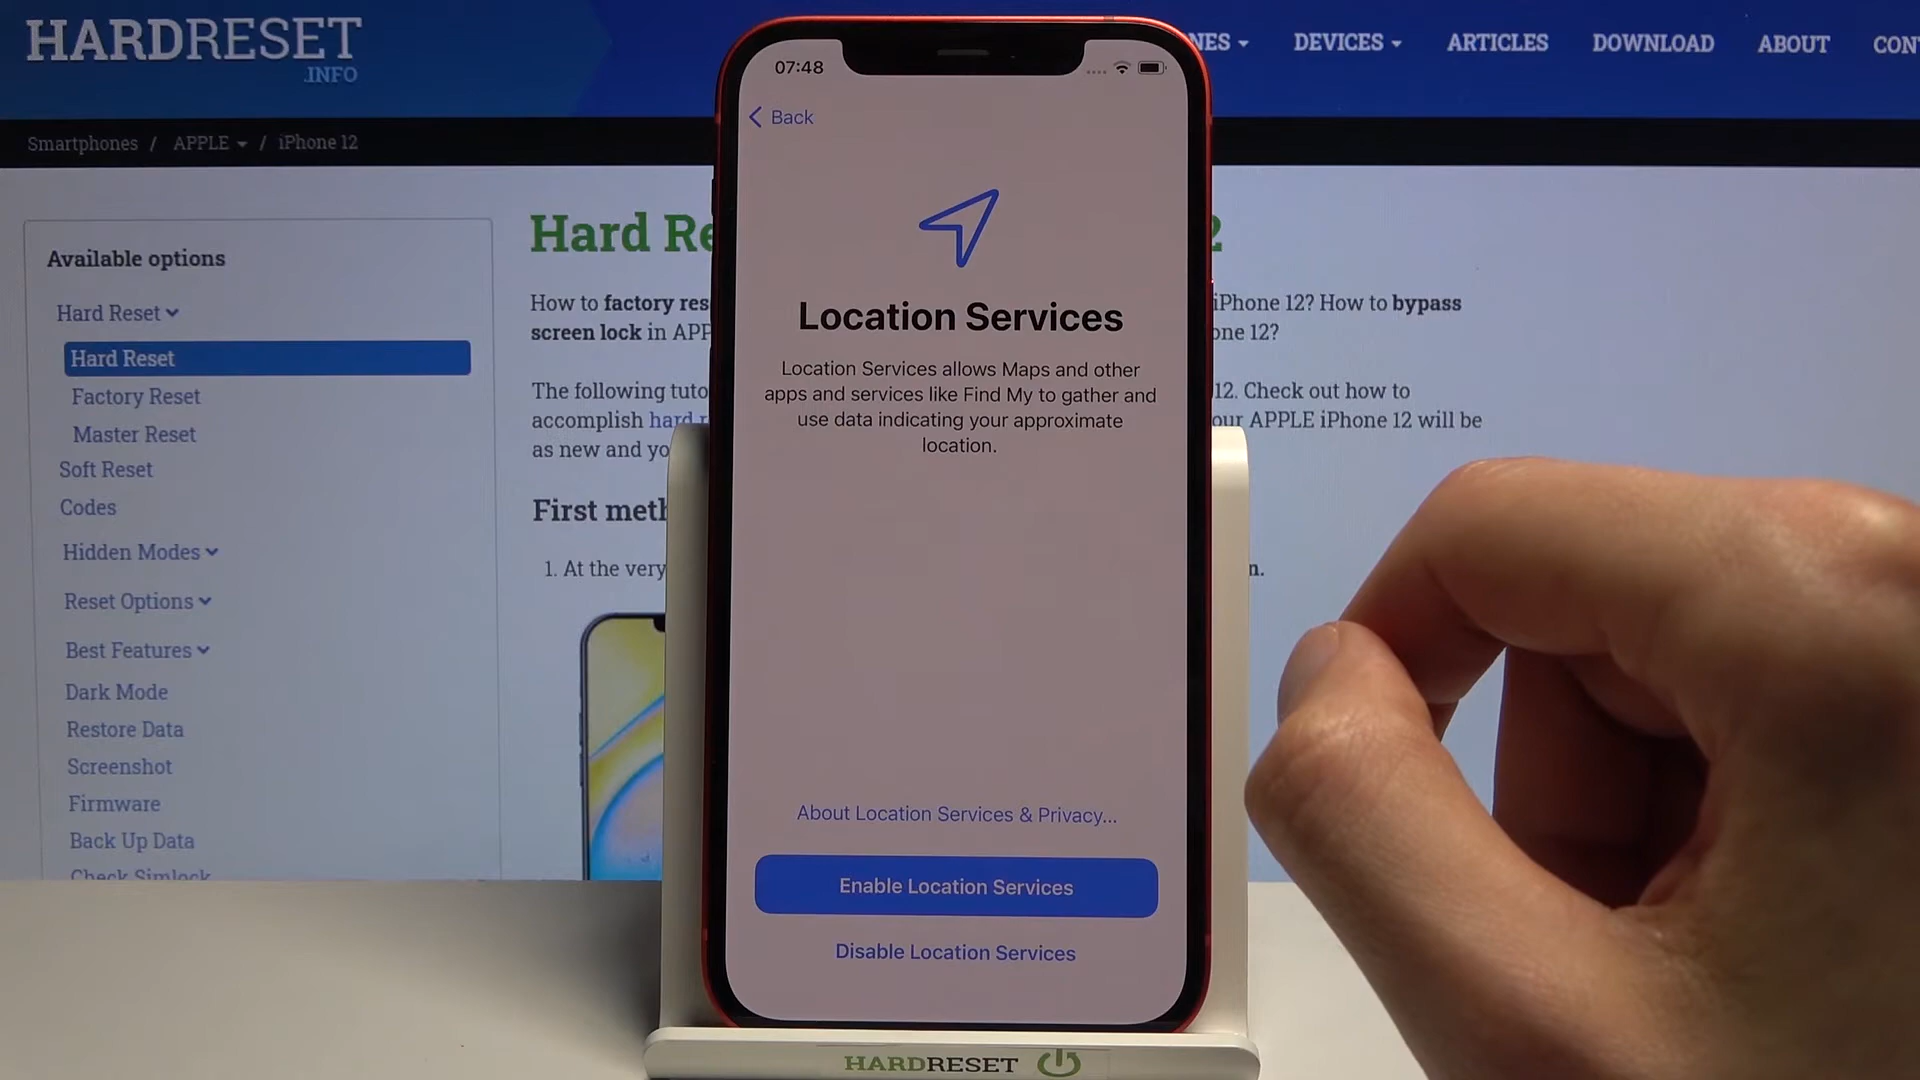 HARDRESET
.INFO
DEVICES
ARTICLES
DOWNLOAD
ABOUT
Smartphones / APPLE / iPhone 12
Available options
Hard Reset
Hard Reset
Factory Reset
Master Reset
Soft Reset
Codes
Hidden Modes
Reset Options
Best Features
Dark Mode
Restore Data
Screenshot
Firmware
Back Up Data
Check Simlock
Hard Re 2
How to factory res iPhone 12? How to bypass
screen lock in APP one 12?
The following tuto 12. Check out how to
accomplish hard r our APPLE iPhone 12 will be
as new and yo
First meth
1. At the very n.
07:48
Back
Location Services
Location Services allows Maps and other
apps and services like Find My to gather and
use data indicating your approximate
location.
About Location Services & Privacy...
Enable Location Services
Disable Location Services
HARDRESET